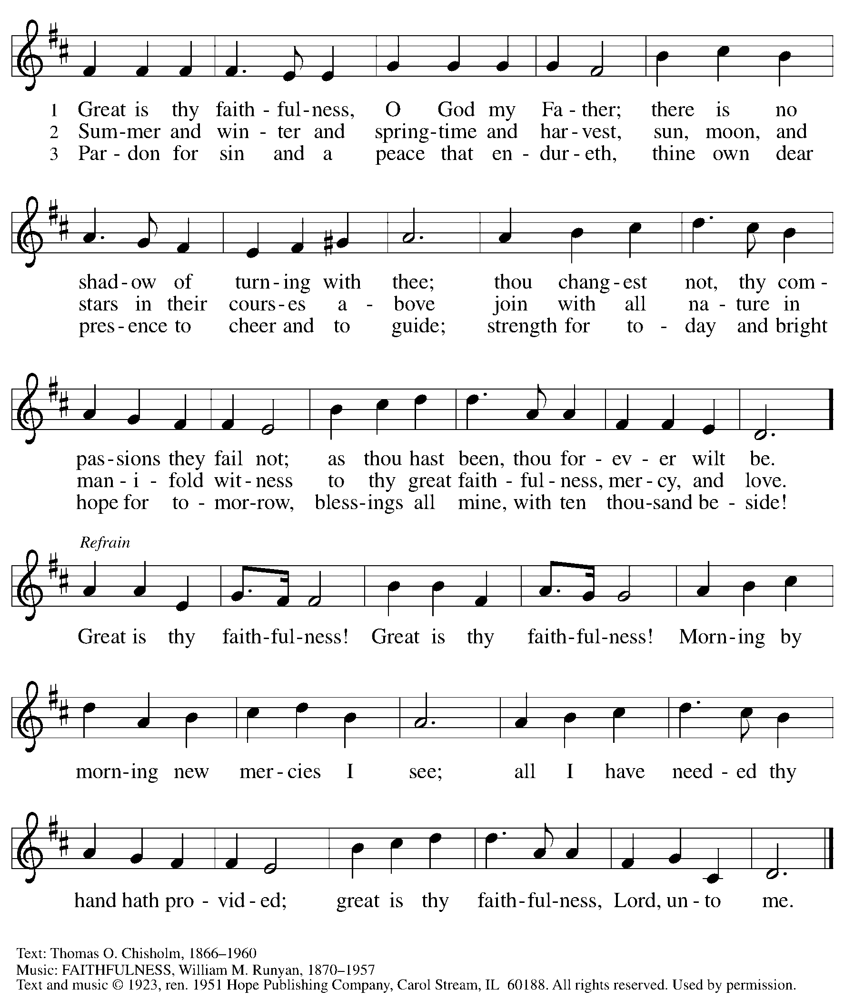 1 Great is thy faith - ful - ness, O God my Fa - ther; there is no
2 Sum - mer and win - ter and spring - time and har - vest, sun, moon, and
3 Par - don for sin and a peace that en - dur - eth, thine own dear
shad - ow of turn - ing with thee; thou chang - est not, thy com -
stars in their cours - es a - bove join with all na - ture in
pres - ence to cheer and to guide; strength for to - day and bright
pas - sions they fail not; as thou hast been, thou for - ev - er wilt be.
man - i - fold wit - ness to thy great faith - ful - ness, mer - cy, and love.
hope for to - mor - row, bless - ings all mine, with ten thou - sand be - side!
Refrain
Great is thy faith - ful - ness! Great is thy faith - ful - ness! Morn - ing by
morn - ing new mer - cies I see; all I have need - ed thy
hand hath pro - vid - ed; great is thy faith - ful - ness, Lord, un - to me.
Text: Thomas O. Chisholm, 1866–1960
Music: FAITHFULNESS, William M. Runyan, 1870–1957
Text and music © 1923, ren. 1951 Hope Publishing Company, Carol Stream, IL 60188. All rights reserved. Used by permission.